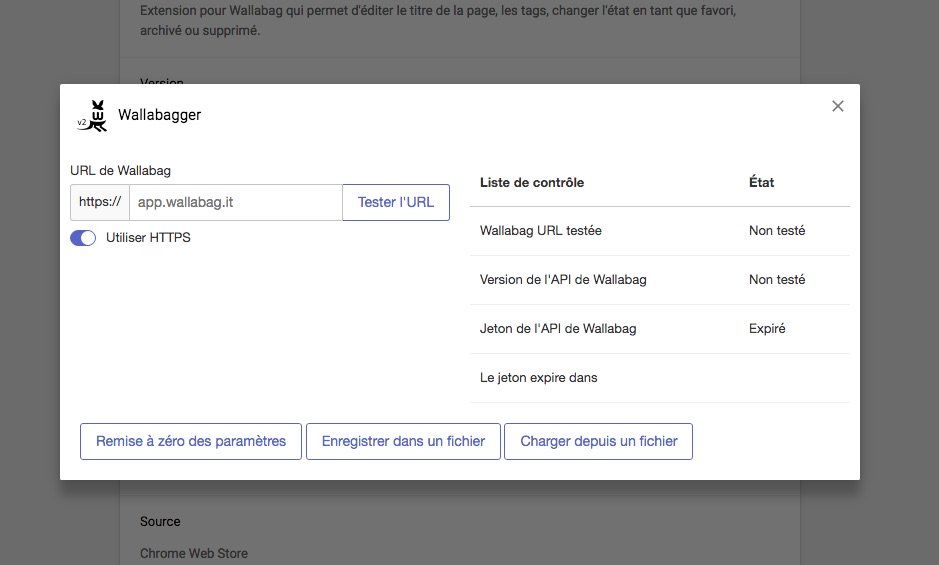 Extension pour Wallabag qui permet d'éditer le titre de la page, les tags, changer l'état en tant que favori,
archivé ou supprimé.
Version
v2
Wallabagger
URL de Wallabag
https:// app.wallabag.it Tester l'URL
Utiliser HTTPS
Liste de contrôle État
Wallabag URL testée Non testé
Version de l'API de Wallabag Non testé
Jeton de l'API de Wallabag Expiré
Le jeton expire dans
Remise à zéro des paramètres Enregistrer dans un fichier Charger depuis un fichier
Source
Chrome Web Store